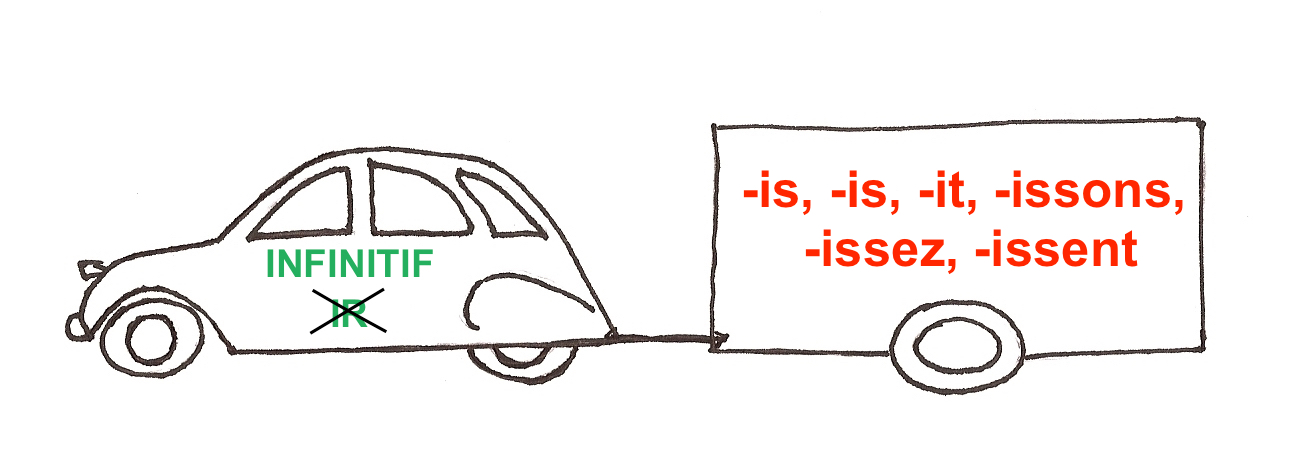 INFINITIF
IR
-is, -is, -it, -issons,
-issez, -issent